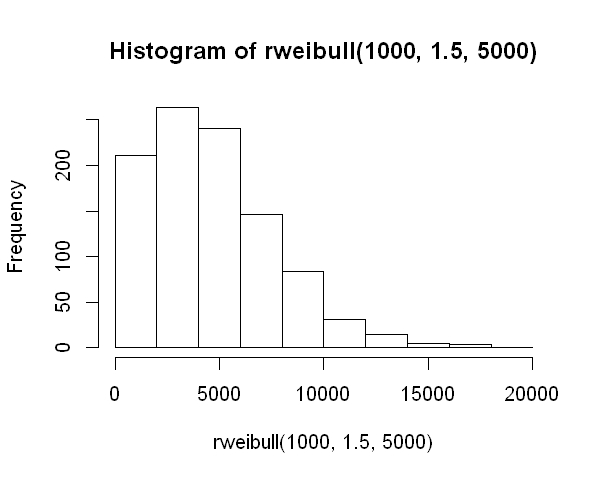 Histogram of rweibull(1000, 1.5, 5000)
Frequency
200
100
50
0
0 5000 10000 15000 20000
rweibull(1000, 1.5, 5000)